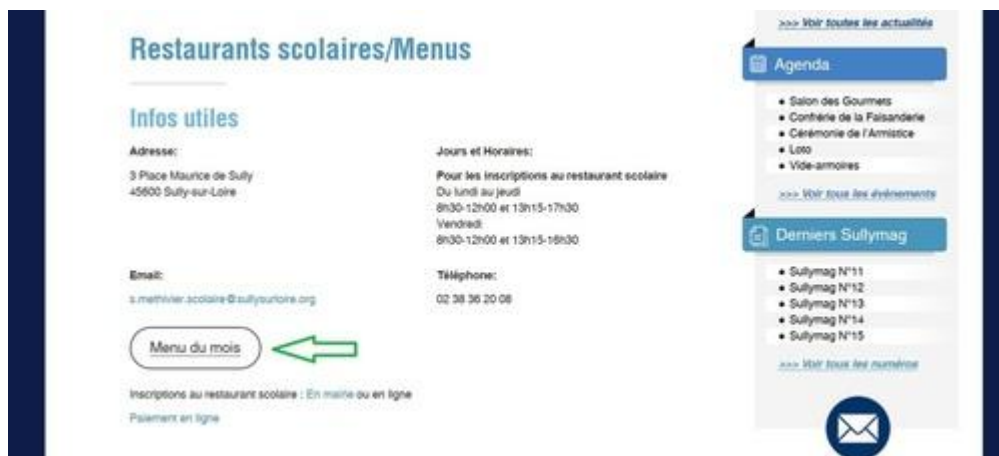 >>> Voir toutes les actualités
Restaurants scolaires/Menus
Infos utiles
Adresse:
3 Place Maurice de Sully
45600 Sully-sur-Loire
Jours et Horaires:
Pour les inscriptions au restaurant scolaire
Du lundi au jeudi
8h30-12h00 et 13h15-17h30
Vendredi:
8h30-12h00 et 13h15-16h30
Email:
s.methivier.scolaire@sullysurloire.org
Téléphone:
02 38 36 20 08
Menu du mois
Inscriptions au restaurant scolaire : En mairie ou en ligne
Paiement en ligne
Agenda
• Salon des Gourmets
• Confrérie de la Faisanderie
• Cérémonie de l'Armistice
• Loto
• Vide-armoires
>>> Voir tous les événements
Derniers Sullymag
• Sullymag N°11
• Sullymag N°12
• Sullymag N°13
• Sullymag N°14
• Sullymag N°15
>>> Voir tous les numéros